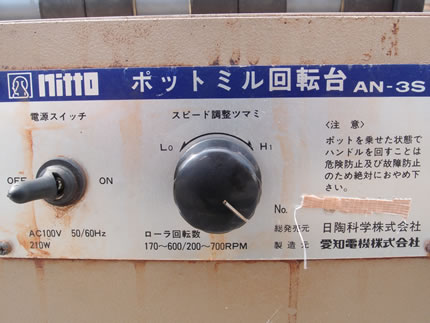 nitto ポットミル回転台 AN-3S
電源スイッチ
OFF ON
AC100V 50/60Hz
210W
スピード調整ツマミ
Lo Hi
ローラ回転数
170〜600/200〜700RPM
〈注 意〉
ポットを乗せた状態で
ハンドルを回すことは
危険防止及び故障防止
のため絶対におやめ下
さい。
No.
総発売元 日陶科学株式会社
製造元 愛知電機株式会社